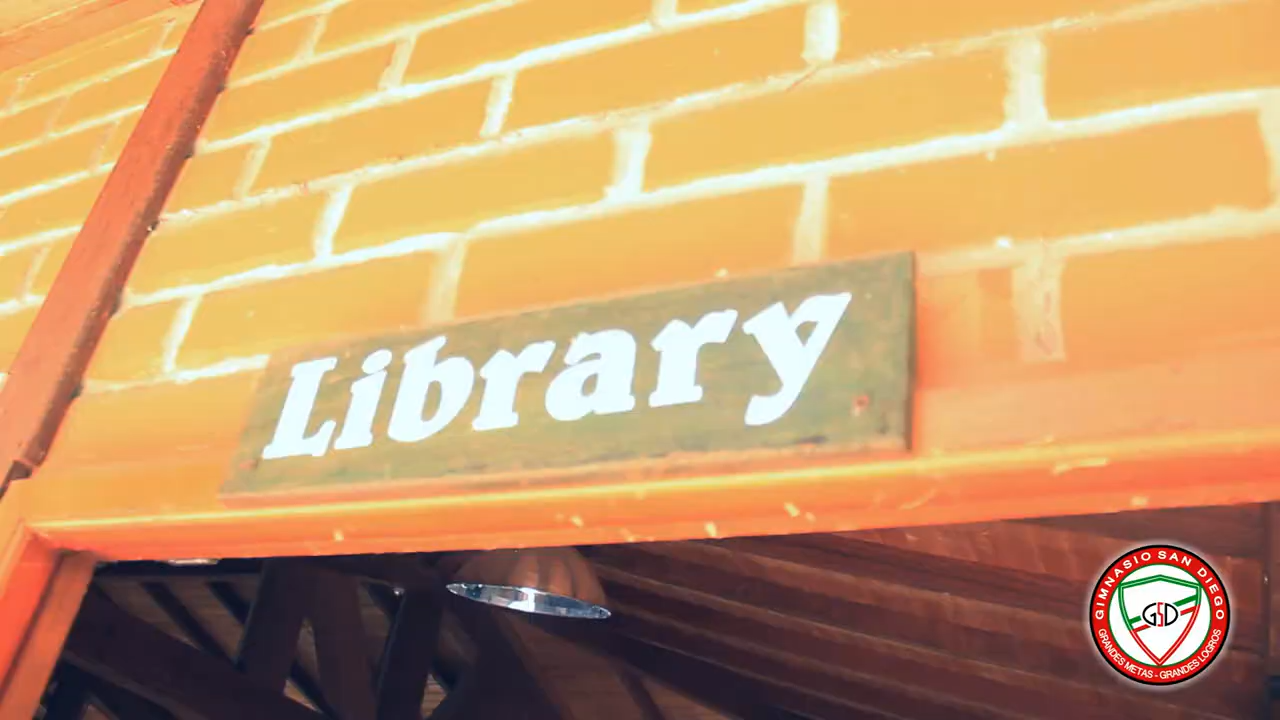 Library
GIMNASIO SAN DIEGO
GSD
GRANDES METAS - GRANDES LOGROS